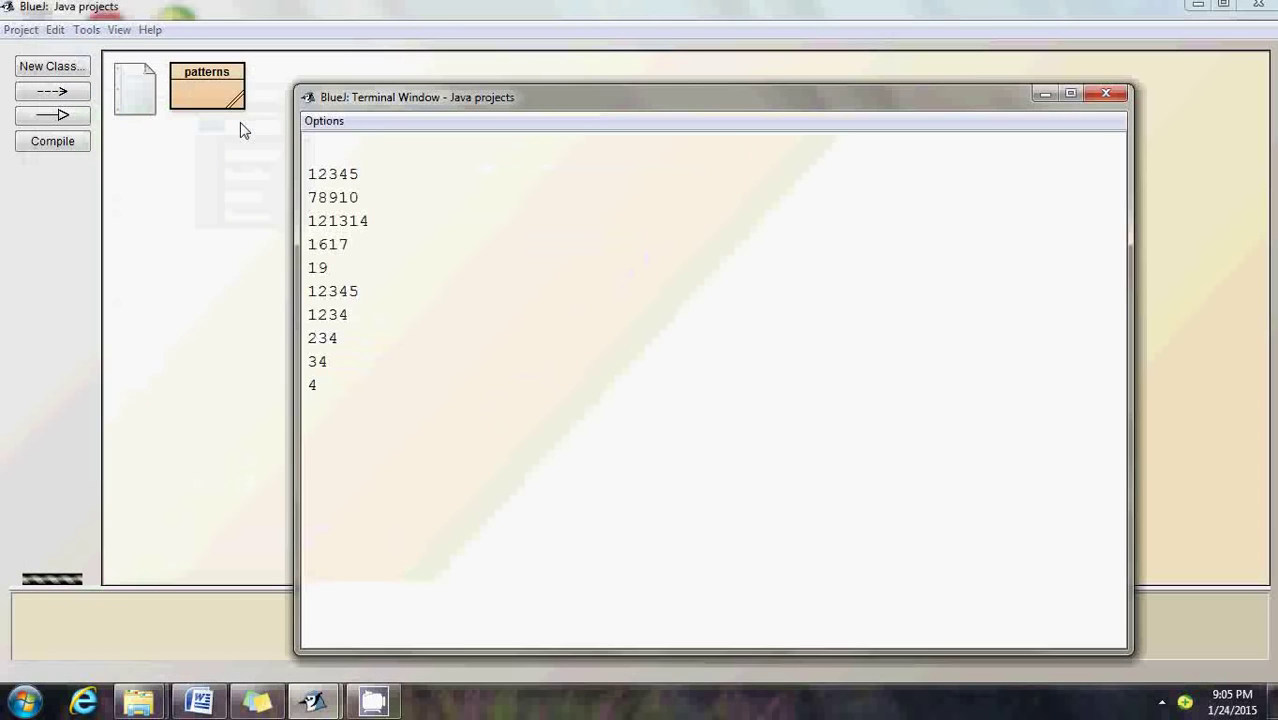 BlueJ: Java projects
Project Edit Tools View Help
New Class...
Compile
patterns
BlueJ: Terminal Window - Java projects
Options
12345
78910
121314
1617
19
12345
1234
234
34
4
9:05 PM
1/24/2015